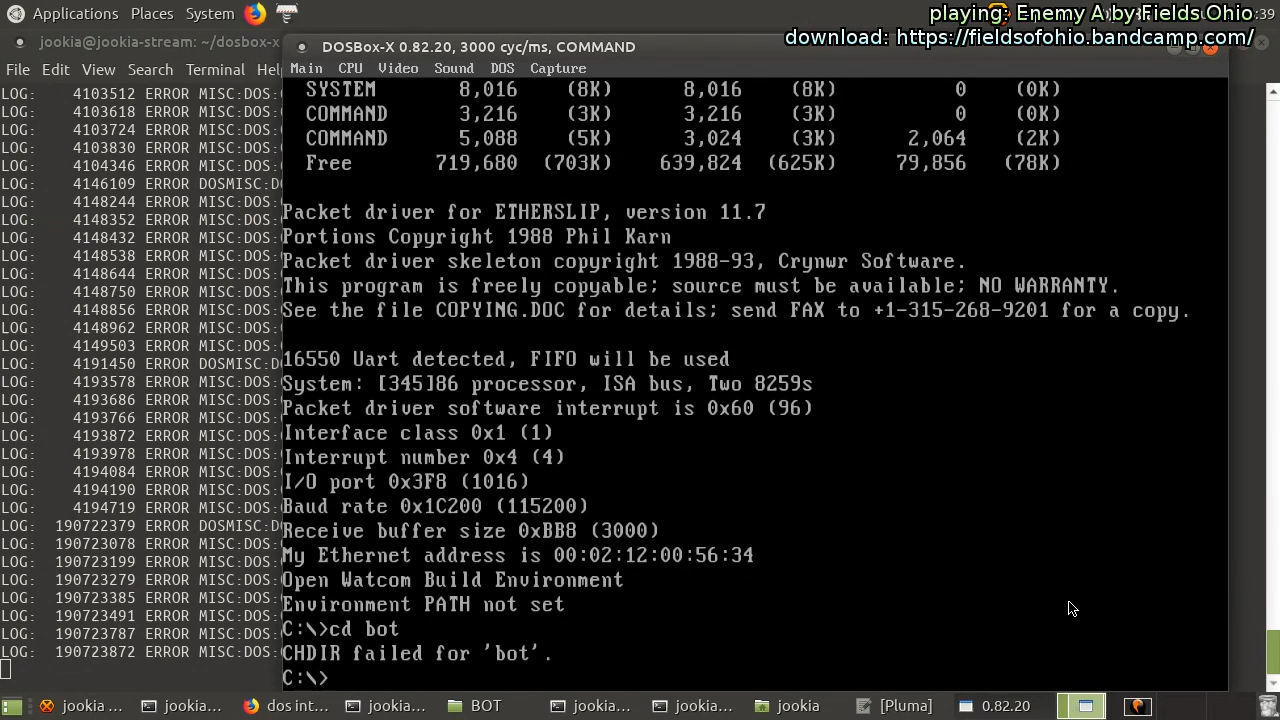 Applications Places System
39
playing: Enemy A by Fields Ohio
download: https://fieldsofohio.bandcamp.com/
jookia@jookia-stream: ~/dosbox-x
File Edit View Search Terminal Help
LOG: 4103512 ERROR MISC:DOS:
LOG: 4103618 ERROR MISC:DOS:
LOG: 4103724 ERROR MISC:DOS:
LOG: 4103830 ERROR MISC:DOS:
LOG: 4104346 ERROR MISC:DOS:
LOG: 4146109 ERROR DOSMISC:D
LOG: 4148244 ERROR MISC:DOS:
LOG: 4148352 ERROR MISC:DOS:
LOG: 4148432 ERROR MISC:DOS:
LOG: 4148538 ERROR MISC:DOS:
LOG: 4148644 ERROR MISC:DOS:
LOG: 4148750 ERROR MISC:DOS:
LOG: 4148856 ERROR MISC:DOS:
LOG: 4148962 ERROR MISC:DOS:
LOG: 4149503 ERROR MISC:DOS:
LOG: 4191450 ERROR DOSMISC:D
LOG: 4193578 ERROR MISC:DOS:
LOG: 4193686 ERROR MISC:DOS:
LOG: 4193766 ERROR MISC:DOS:
LOG: 4193872 ERROR MISC:DOS:
LOG: 4193978 ERROR MISC:DOS:
LOG: 4194084 ERROR MISC:DOS:
LOG: 4194190 ERROR MISC:DOS:
LOG: 4194719 ERROR MISC:DOS:
LOG: 190722379 ERROR DOSMISC:D
LOG: 190723078 ERROR MISC:DOS:
LOG: 190723199 ERROR MISC:DOS:
LOG: 190723279 ERROR MISC:DOS:
LOG: 190723385 ERROR MISC:DOS:
LOG: 190723491 ERROR MISC:DOS:
LOG: 190723787 ERROR MISC:DOS:
LOG: 190723872 ERROR MISC:DOS:
DOSBox-X 0.82.20, 3000 cyc/ms, COMMAND
Main CPU Video Sound DOS Capture
SYSTEM 8,016 (8K) 8,016 (8K) 0 (0K)
COMMAND 3,216 (3K) 3,216 (3K) 0 (0K)
COMMAND 5,088 (5K) 3,024 (3K) 2,064 (2K)
Free 719,680 (703K) 639,824 (625K) 79,856 (78K)
Packet driver for ETHERSLIP, version 11.7
Portions Copyright 1988 Phil Karn
Packet driver skeleton copyright 1988-93, Crynwr Software.
This program is freely copyable; source must be available; NO WARRANTY.
See the file COPYING.DOC for details; send FAX to +1-315-268-9201 for a copy.
16550 Uart detected, FIFO will be used
System: [345]86 processor, ISA bus, Two 8259s
Packet driver software interrupt is 0x60 (96)
Interface class 0x1 (1)
Interrupt number 0x4 (4)
I/O port 0x3F8 (1016)
Baud rate 0x1C200 (115200)
Receive buffer size 0xBB8 (3000)
My Ethernet address is 00:02:12:00:56:34
Open Watcom Build Environment
Environment PATH not set
C:\>cd bot
CHDIR failed for 'bot'.
C:\>
jookia ... jookia... dos int... jookia... BOT jookia... jookia... jookia [Pluma] 0.82.20